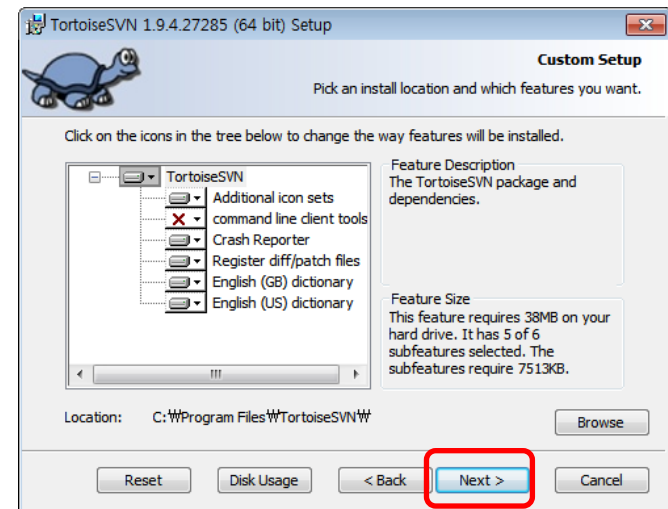 TortoiseSVN 1.9.4.27285 (64 bit) Setup
Custom Setup
Pick an install location and which features you want.
Click on the icons in the tree below to change the way features will be installed.
TortoiseSVN
Additional icon sets
command line client tools
Crash Reporter
Register diff/patch files
English (GB) dictionary
English (US) dictionary
Feature Description
The TortoiseSVN package and
dependencies.
Feature Size
This feature requires 38MB on your
hard drive. It has 5 of 6
subfeatures selected. The
subfeatures require 7513KB.
Location: C:₩Program Files₩TortoiseSVN₩
Browse
Reset Disk Usage < Back Next > Cancel